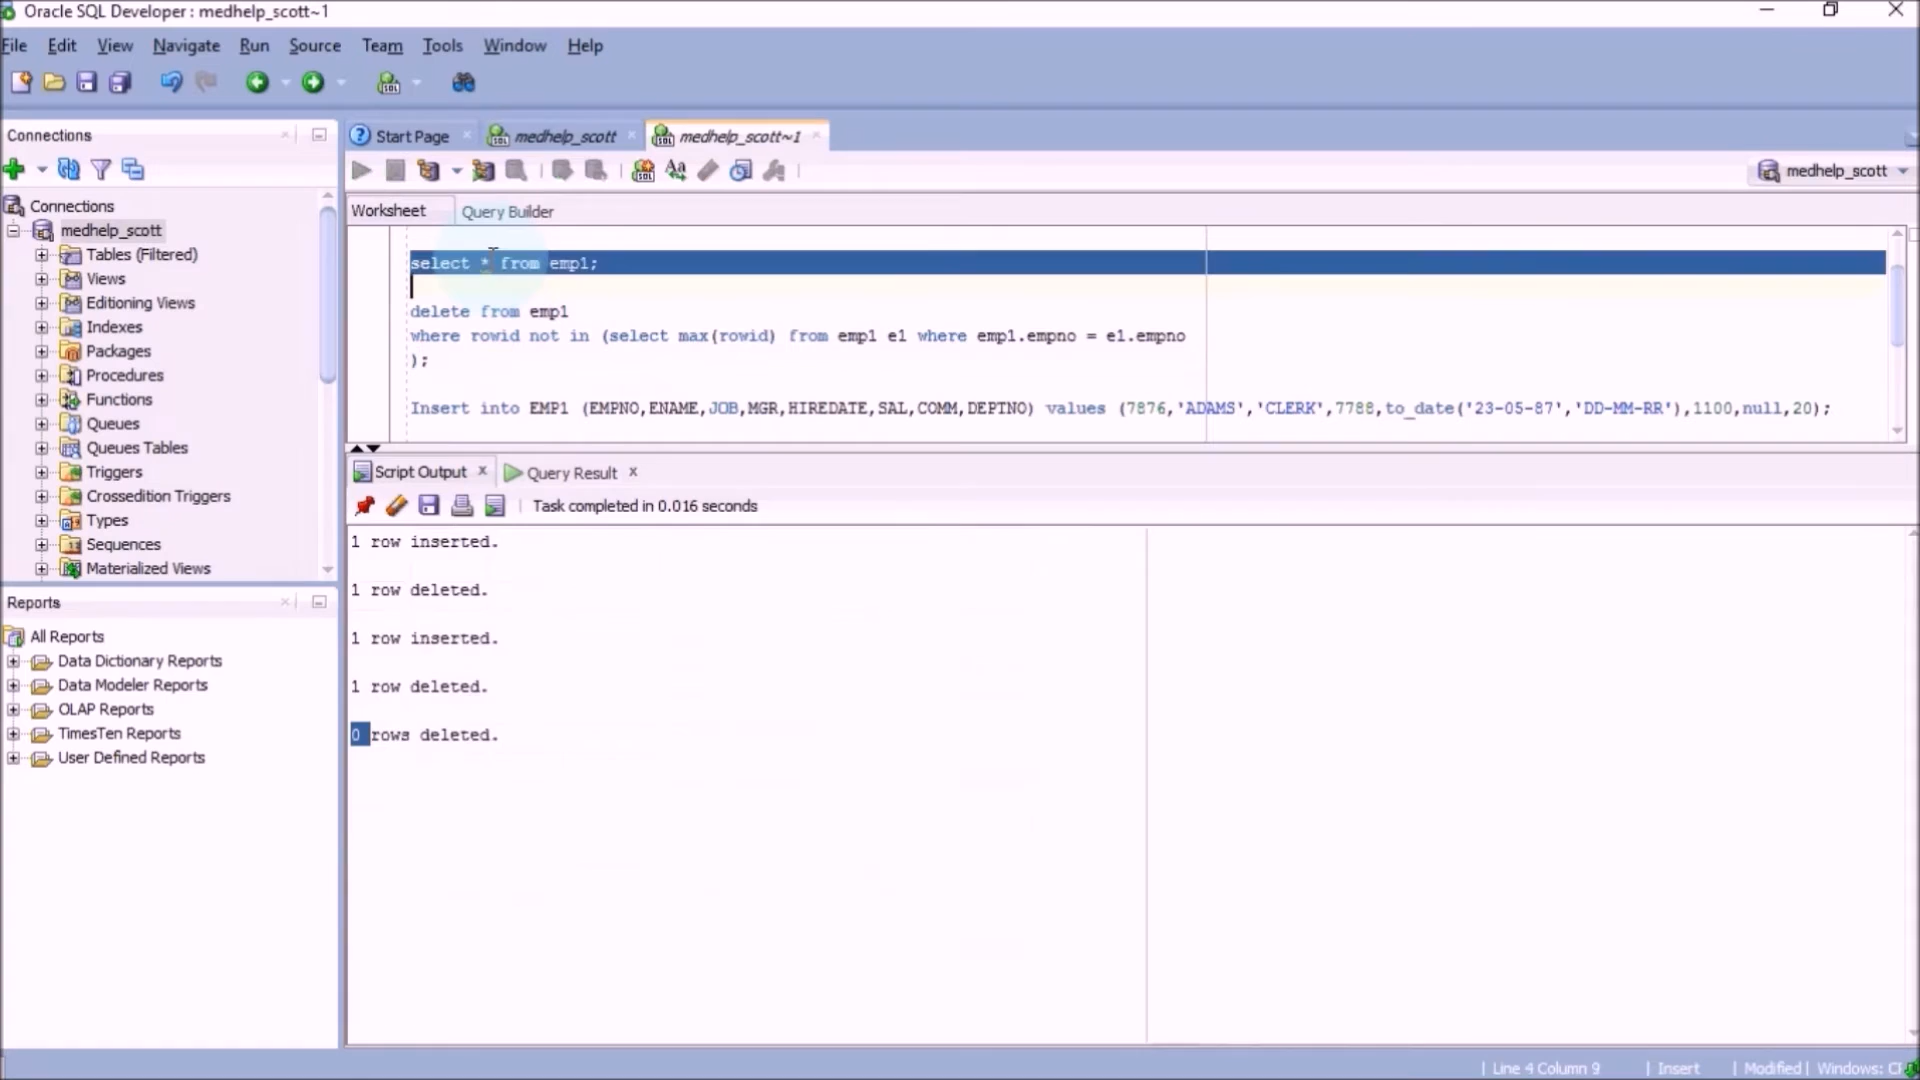 Oracle SQL Developer : medhelp_scott~1
File Edit View Navigate Run Source Team Tools Window Help
Connections
Start Page medhelp_scott medhelp_scott~1
medhelp_scott
Worksheet Query Builder
Connections
medhelp_scott
Tables (Filtered)
Views
Editioning Views
Indexes
Packages
Procedures
Functions
Queues
Queues Tables
Triggers
Crossedition Triggers
Types
Sequences
Materialized Views
select * from emp1;
delete from emp1
where rowid not in (select max(rowid) from emp1 e1 where emp1.empno = e1.empno
);
Insert into EMP1 (EMPNO,ENAME,JOB,MGR,HIREDATE,SAL,COMM,DEPTNO) values (7876,'ADAMS','CLERK',7788,to_date('23-05-87','DD-MM-RR'),1100,null,20);
Script Output Query Result
Task completed in 0.016 seconds
1 row inserted.
1 row deleted.
1 row inserted.
1 row deleted.
0 rows deleted.
Reports
All Reports
Data Dictionary Reports
Data Modeler Reports
OLAP Reports
TimesTen Reports
User Defined Reports
Line 4 Column 9 Insert Modified Windows: